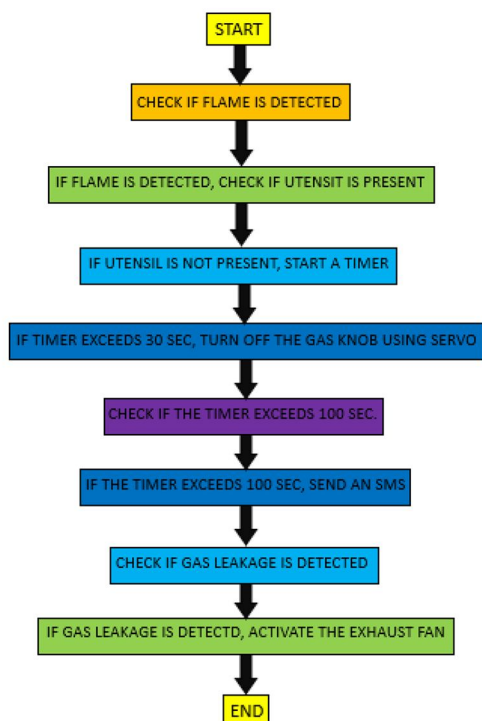 START
CHECK IF FLAME IS DETECTED
IF FLAME IS DETECTED, CHECK IF UTENSIT IS PRESENT
IF UTENSIL IS NOT PRESENT, START A TIMER
IF TIMER EXCEEDS 30 SEC, TURN OFF THE GAS KNOB USING SERVO
CHECK IF THE TIMER EXCEEDS 100 SEC.
IF THE TIMER EXCEEDS 100 SEC, SEND AN SMS
CHECK IF GAS LEAKAGE IS DETECTED
IF GAS LEAKAGE IS DETECTD, ACTIVATE THE EXHAUST FAN
END